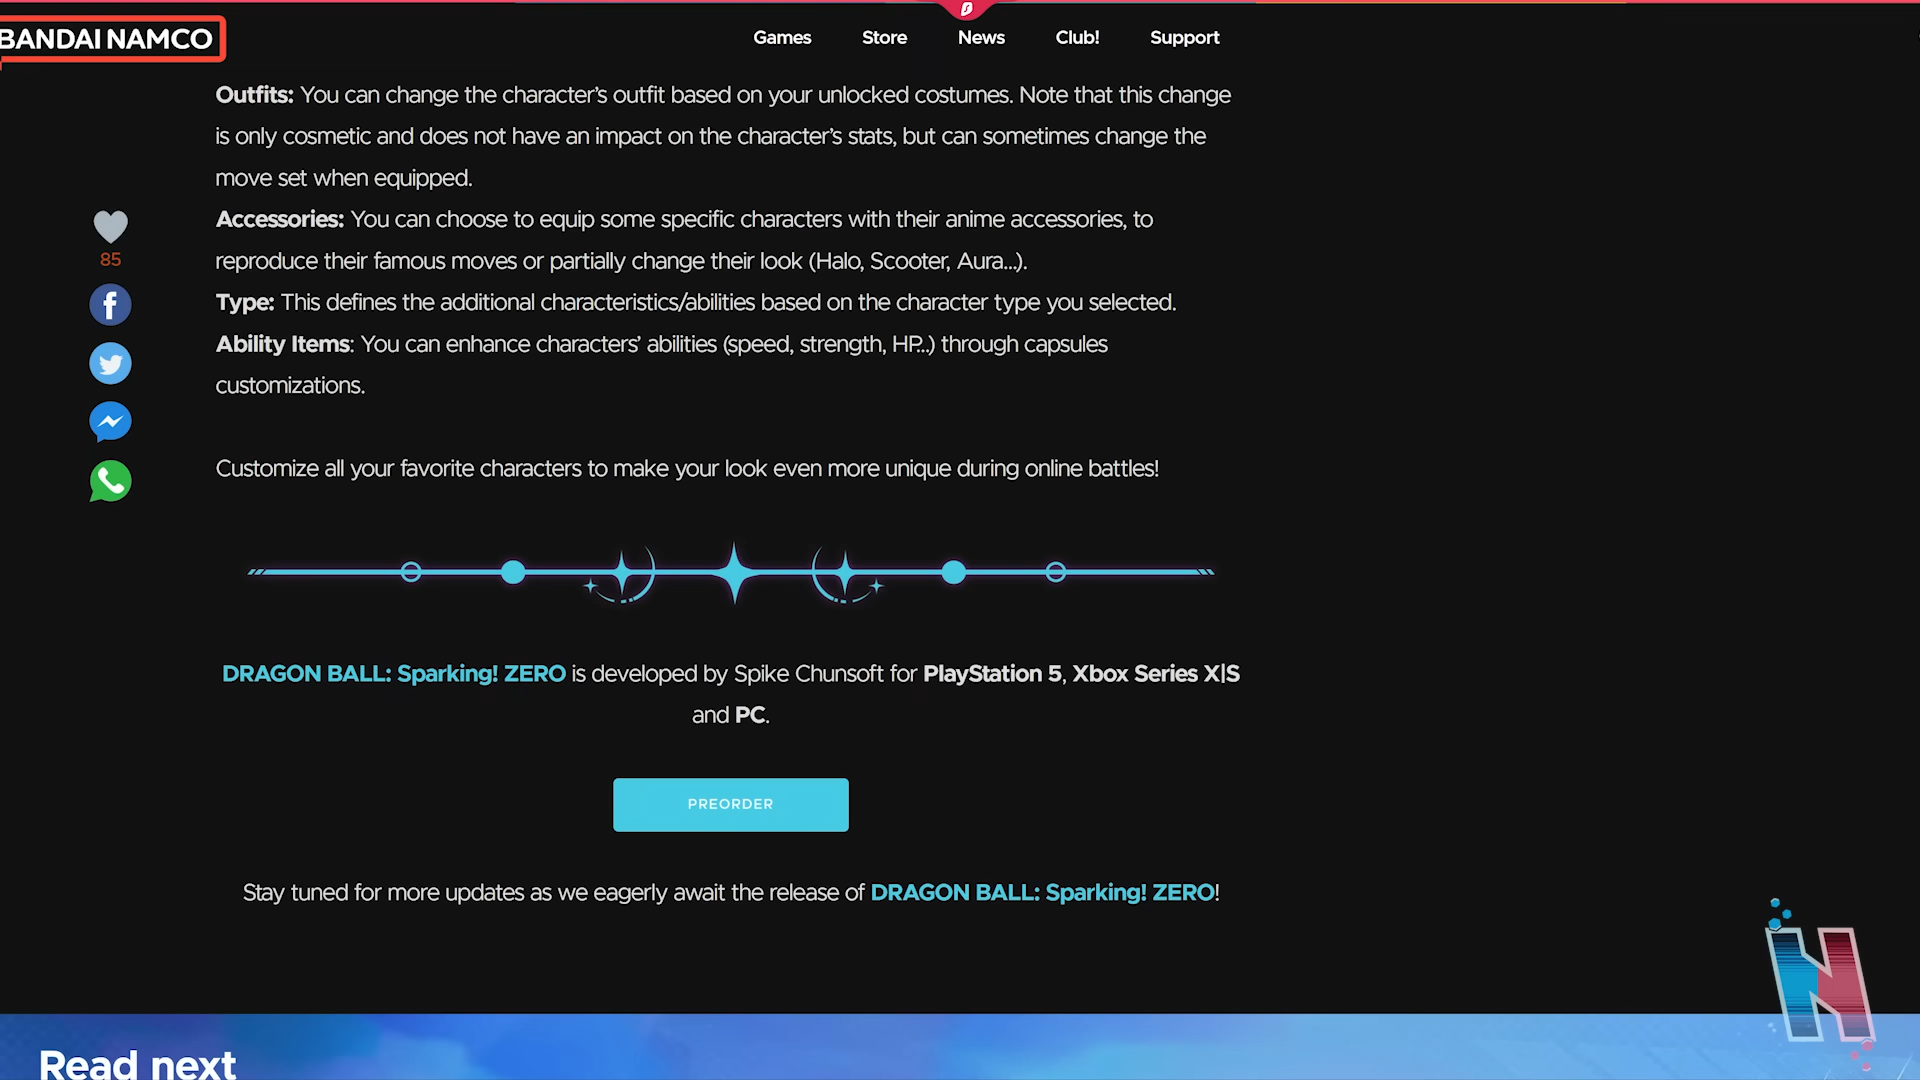 BANDAI NAMCO
Games Store News Club! Support
Outfits: You can change the character's outfit based on your unlocked costumes. Note that this change
is only cosmetic and does not have an impact on the character's stats, but can sometimes change the
move set when equipped.
Accessories: You can choose to equip some specific characters with their anime accessories, to
reproduce their famous moves or partially change their look (Halo, Scooter, Aura...).
Type: This defines the additional characteristics/abilities based on the character type you selected.
Ability Items: You can enhance characters' abilities (speed, strength, HP..) through capsules
customizations.
85
Customize all your favorite characters to make your look even more unique during online battles!
DRAGON BALL: Sparking! ZERO is developed by Spike Chunsoft for PlayStation 5, Xbox Series X|S
and PC.
PREORDER
Stay tuned for more updates as we eagerly await the release of DRAGON BALL: Sparking! ZERO!
N
Read next